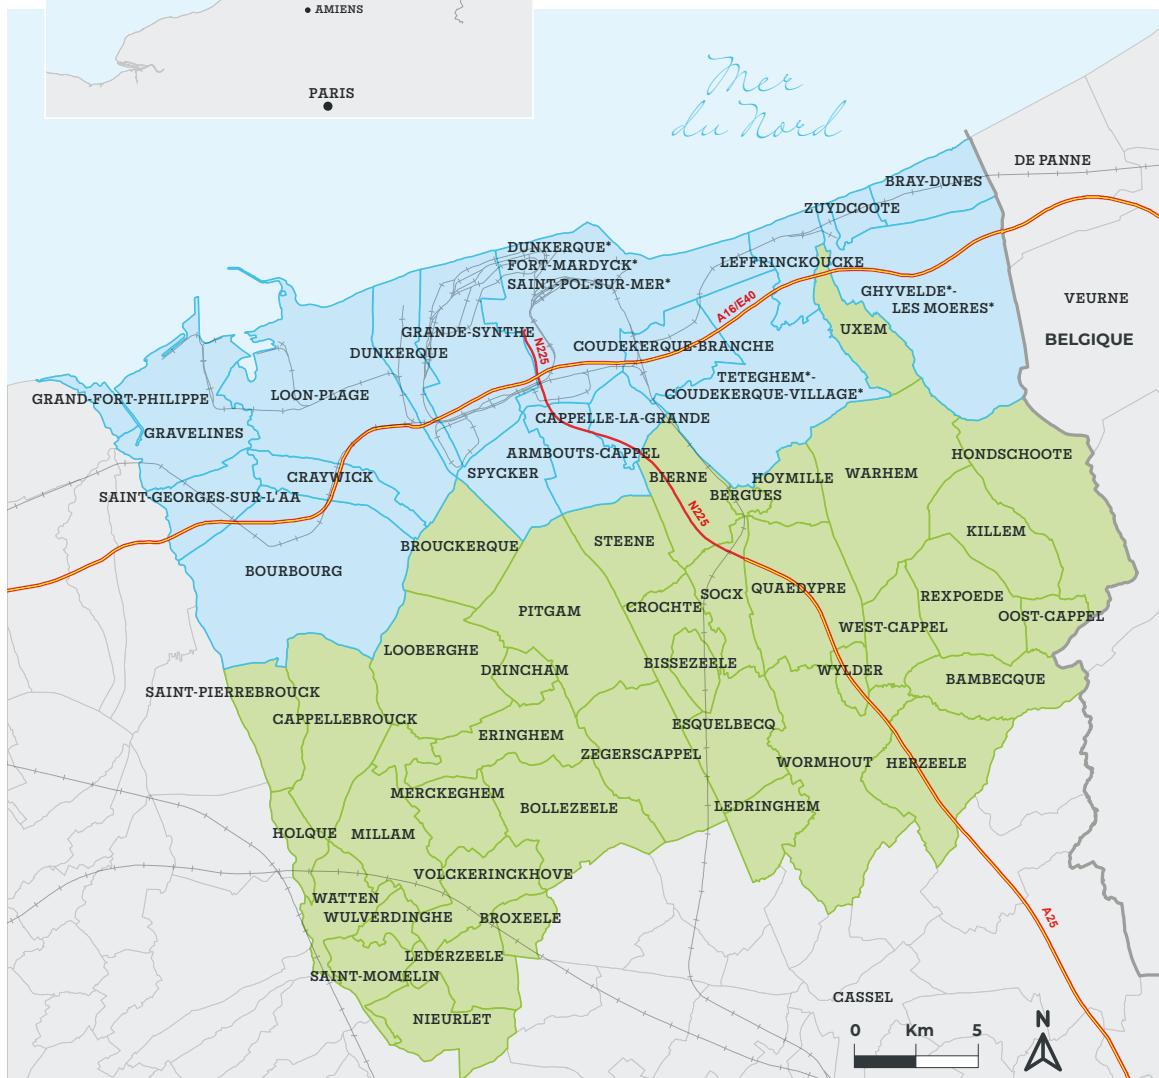 AMIENS
PARIS
Mer
du Nord
DE PANNE
BRAY-DUNES
ZUYDCOOTE
DUNKERQUE*
FORT-MARDYCK*
SAINT-POL-SUR-MER*
LEFFRINCKOUCKE
GHYVELDE*-
LES MOERES*
VEURNE
A16/E40
UXEM
BELGIQUE
GRANDE-SYNTHE
N225
COUDEKERQUE-BRANCHE
DUNKERQUE
TETEGHEM*-
COUDEKERQUE-VILLAGE*
GRAND-FORT-PHILIPPE
LOON-PLAGE
CAPPELLE-LA-GRANDE
GRAVELINES
ARMBOUTS-CAPPEL
HONDSCHOOTE
CRAYWICK
SPYCKER
BIERNE
HOYMILLE
WARHEM
SAINT-GEORGES-SUR-L'AA
BERGUES
N225
KILLEM
BROUCKERQUE
STEENE
BOURBOURG
SOCX
QUAEDYPRE
REXPOEDE
PITGAM
CROCHTE
OOST-CAPPEL
WEST-CAPPEL
LOOBERGHE
DRINCHAM
BISSEZEELE
WYLDER
BAMBECQUE
SAINT-PIERREBROUCK
CAPPELLEBROUCK
ESQUELBECQ
ERINGHEM
ZEGERSCAPPEL
WORMHOUT
HERZEELE
MERCKEGHEM
BOLLEZEELE
LEDRINGHEM
HOLQUE
MILLAM
VOLCKERINCKHOVE
WATTEN
WULVERDINGHE
BROXEELE
A25
LEDERZEELE
SAINT-MOMELIN
CASSEL
NIEURLET
0 Km 5
N